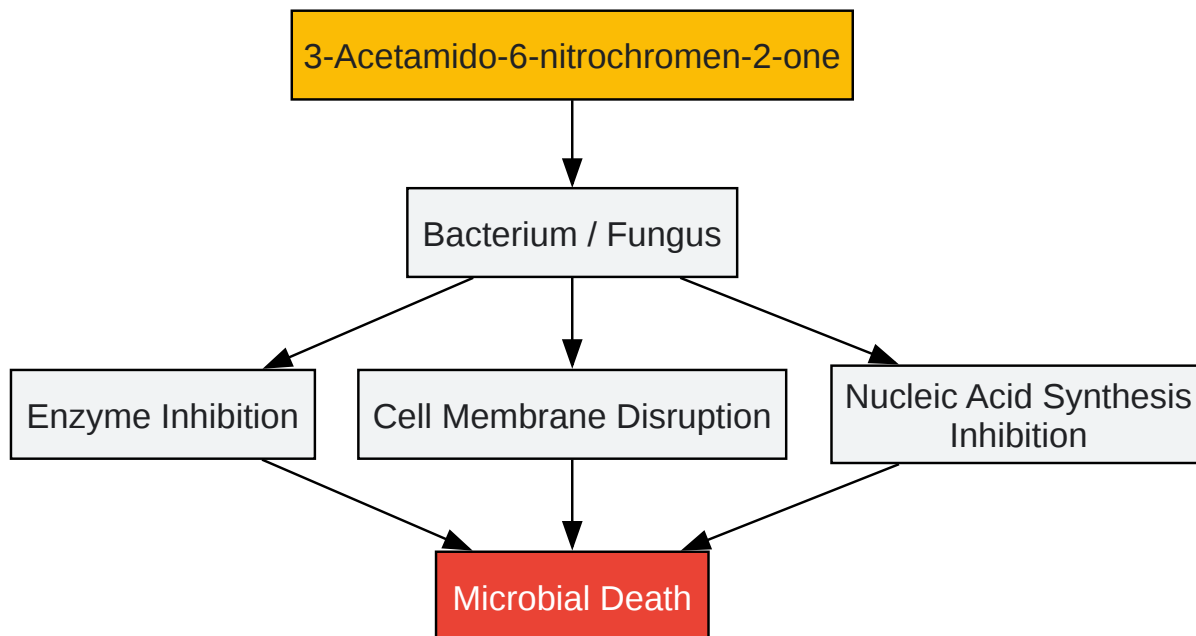 3-Acetamido-6-nitrochromen-2-one
Bacterium / Fungus
Enzyme Inhibition
Cell Membrane Disruption
Nucleic Acid Synthesis
Inhibition
Microbial Death